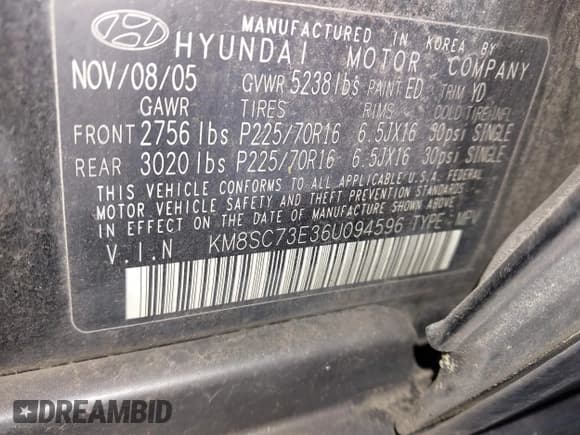 MANUFACTURED IN KOREA BY
HYUNDAI MOTOR COMPANY
NOV/08/05 GVWR 5238 lbs PAINT ED TRIM YD
GAWR TIRES RIMS COLD TIRE INFL
FRONT 2756 lbs P225/70R16 6.5JX16 30psi SINGLE
REAR 3020 lbs P225/70R16 6.5JX16 30psi SINGLE
THIS VEHICLE CONFORMS TO ALL U.S.A. FEDERAL
MOTOR VEHICLE SAFETY AND THEFT PREVENTION STANDARDS
IN EFFECT ON THE DATE OF MANUFACTURE SHOWN ABOVE
V.I.N KM8SC73E36U094596 TYPE - MPV
DREAMBID